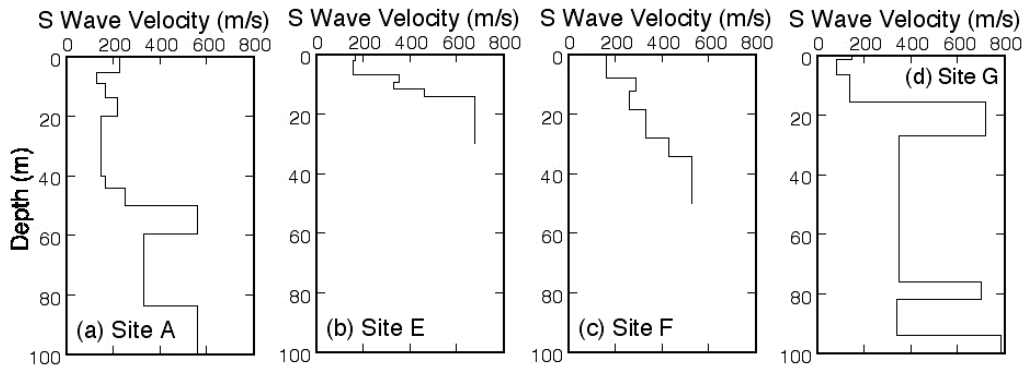 S Wave Velocity (m/s) S Wave Velocity (m/s) S Wave Velocity (m/s) S Wave Velocity (m/s)
0 200 400 600 800 0 200 400 600 800 0 200 400 600 800 0 200 400 600 800
0 0 0 0
(d) Site G
20 20 20 20
40 40 40 40
Depth (m)
60 60 60 60
80 80 80 80
(a) Site A (b) Site E (c) Site F
100 100 100 100